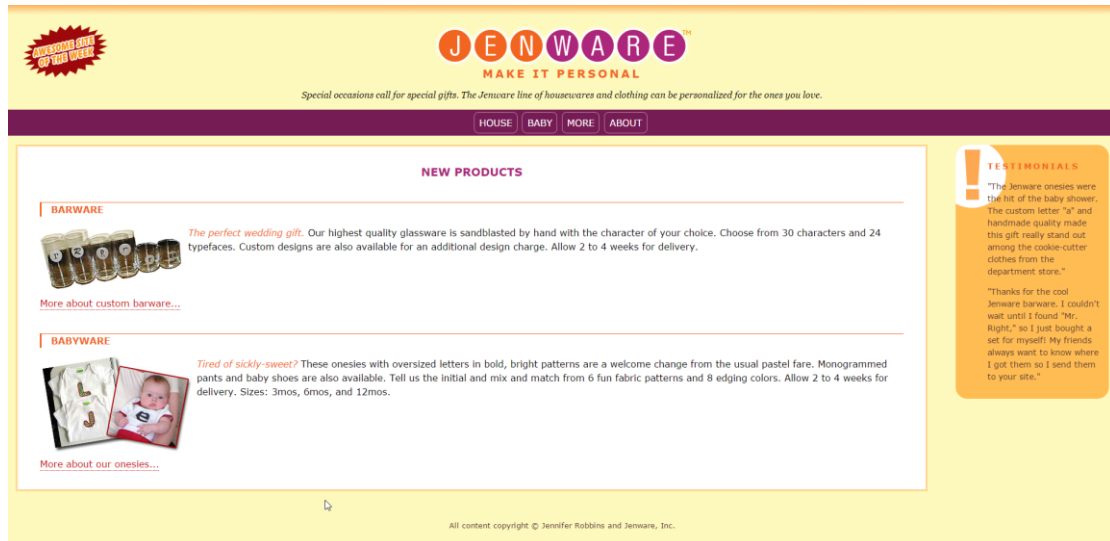 AWESOME SITE
OF THE WEEK
JENWARE™
MAKE IT PERSONAL
Special occasions call for special gifts. The Jenware line of housewares and clothing can be personalized for the ones you love.
HOUSE BABY MORE ABOUT
NEW PRODUCTS
BARWARE
The perfect wedding gift. Our highest quality glassware is sandblasted by hand with the character of your choice. Choose from 30 characters and 24
typefaces. Custom designs are also available for an additional design charge. Allow 2 to 4 weeks for delivery.
More about custom barware...
BABYWARE
L
J
e
Tired of sickly-sweet? These onesies with oversized letters in bold, bright patterns are a welcome change from the usual pastel fare. Monogrammed
pants and baby shoes are also available. Tell us the initial and mix and match from 6 fun fabric patterns and 8 edging colors. Allow 2 to 4 weeks for
delivery. Sizes: 3mos, 6mos, and 12mos.
More about our onesies...
!
TESTIMONIALS
"The Jenware onesies were
the hit of the baby shower.
The custom letter "a" and
handmade quality made
this gift really stand out
among the cookie-cutter
clothes from the
department store."
"Thanks for the cool
Jenware barware. I couldn't
wait until I found "Mr.
Right," so I just bought a
set for myself! My friends
always want to know where
I got them so I send them
to your site."
All content copyright © Jennifer Robbins and Jenware, Inc.